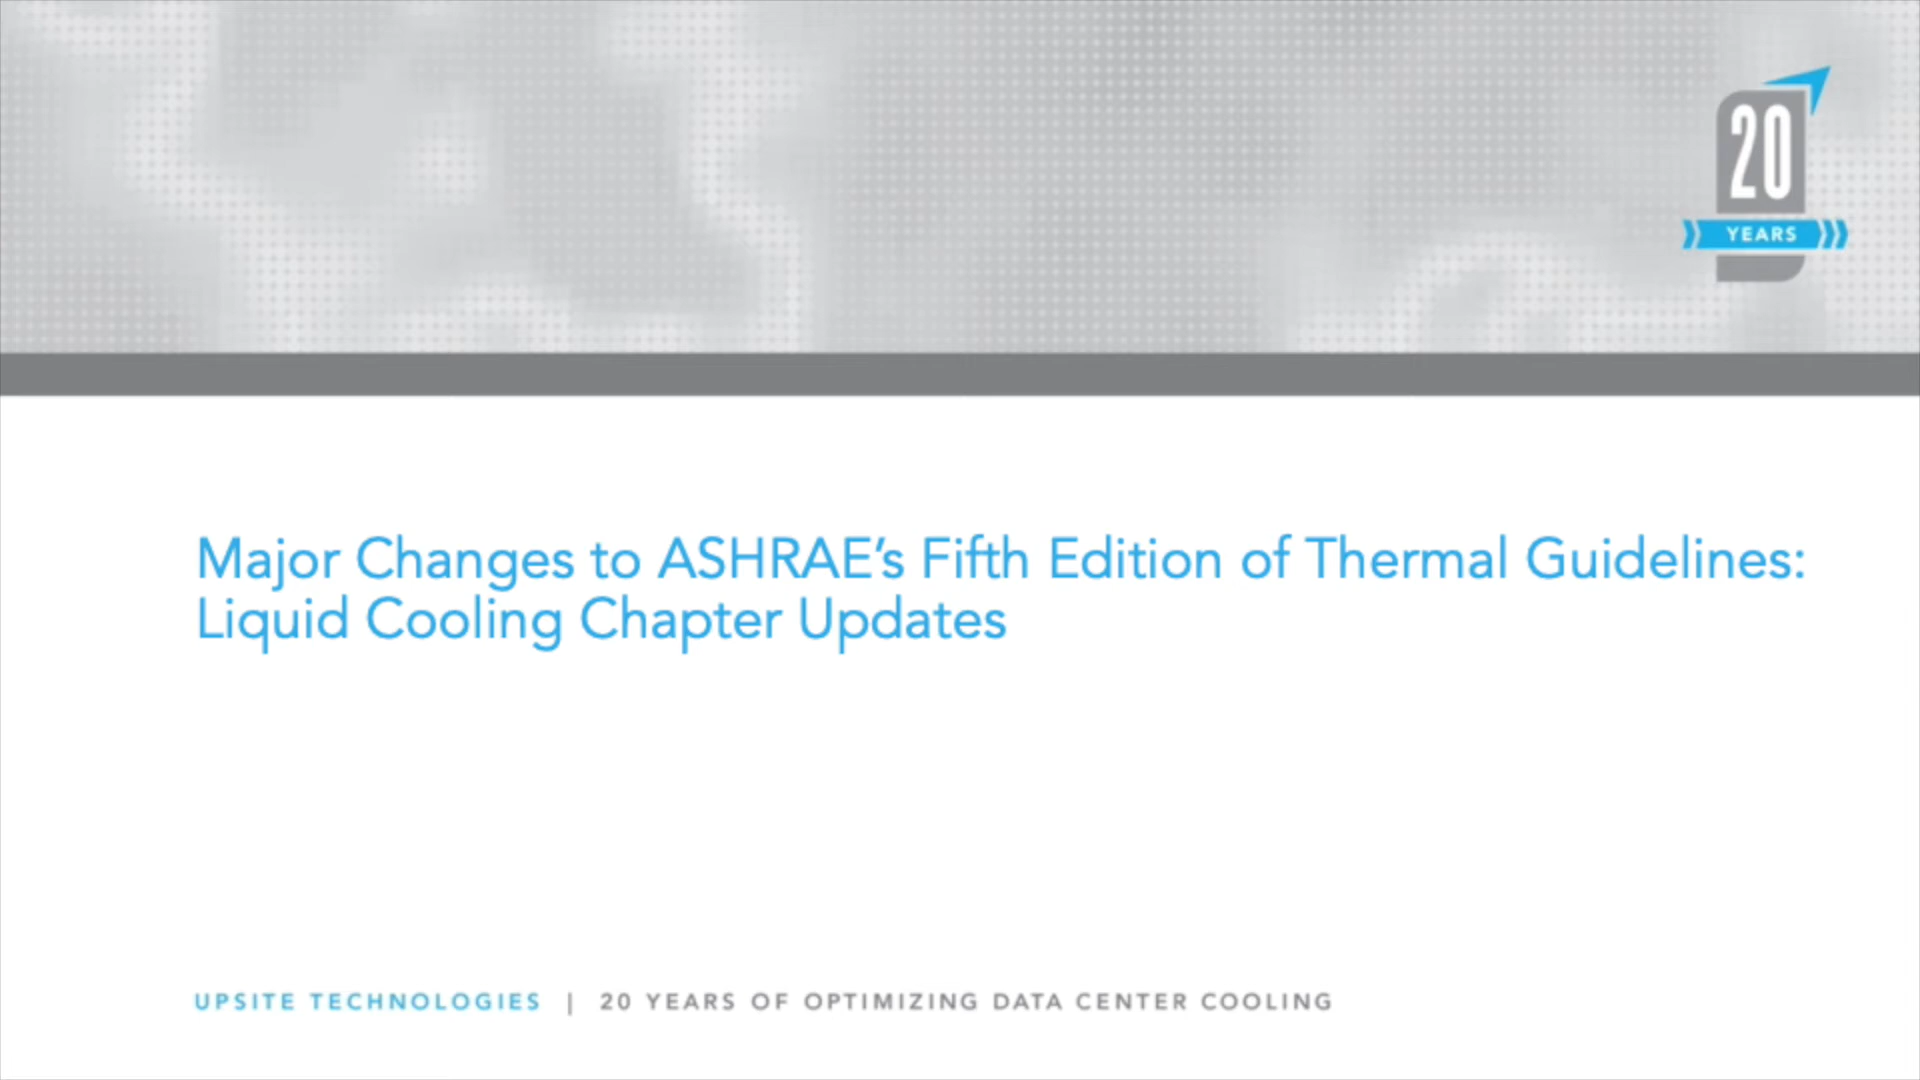 20
YEARS
Major Changes to ASHRAE’s Fifth Edition of Thermal Guidelines:
Liquid Cooling Chapter Updates
UPSITE TECHNOLOGIES | 20 YEARS OF OPTIMIZING DATA CENTER COOLING